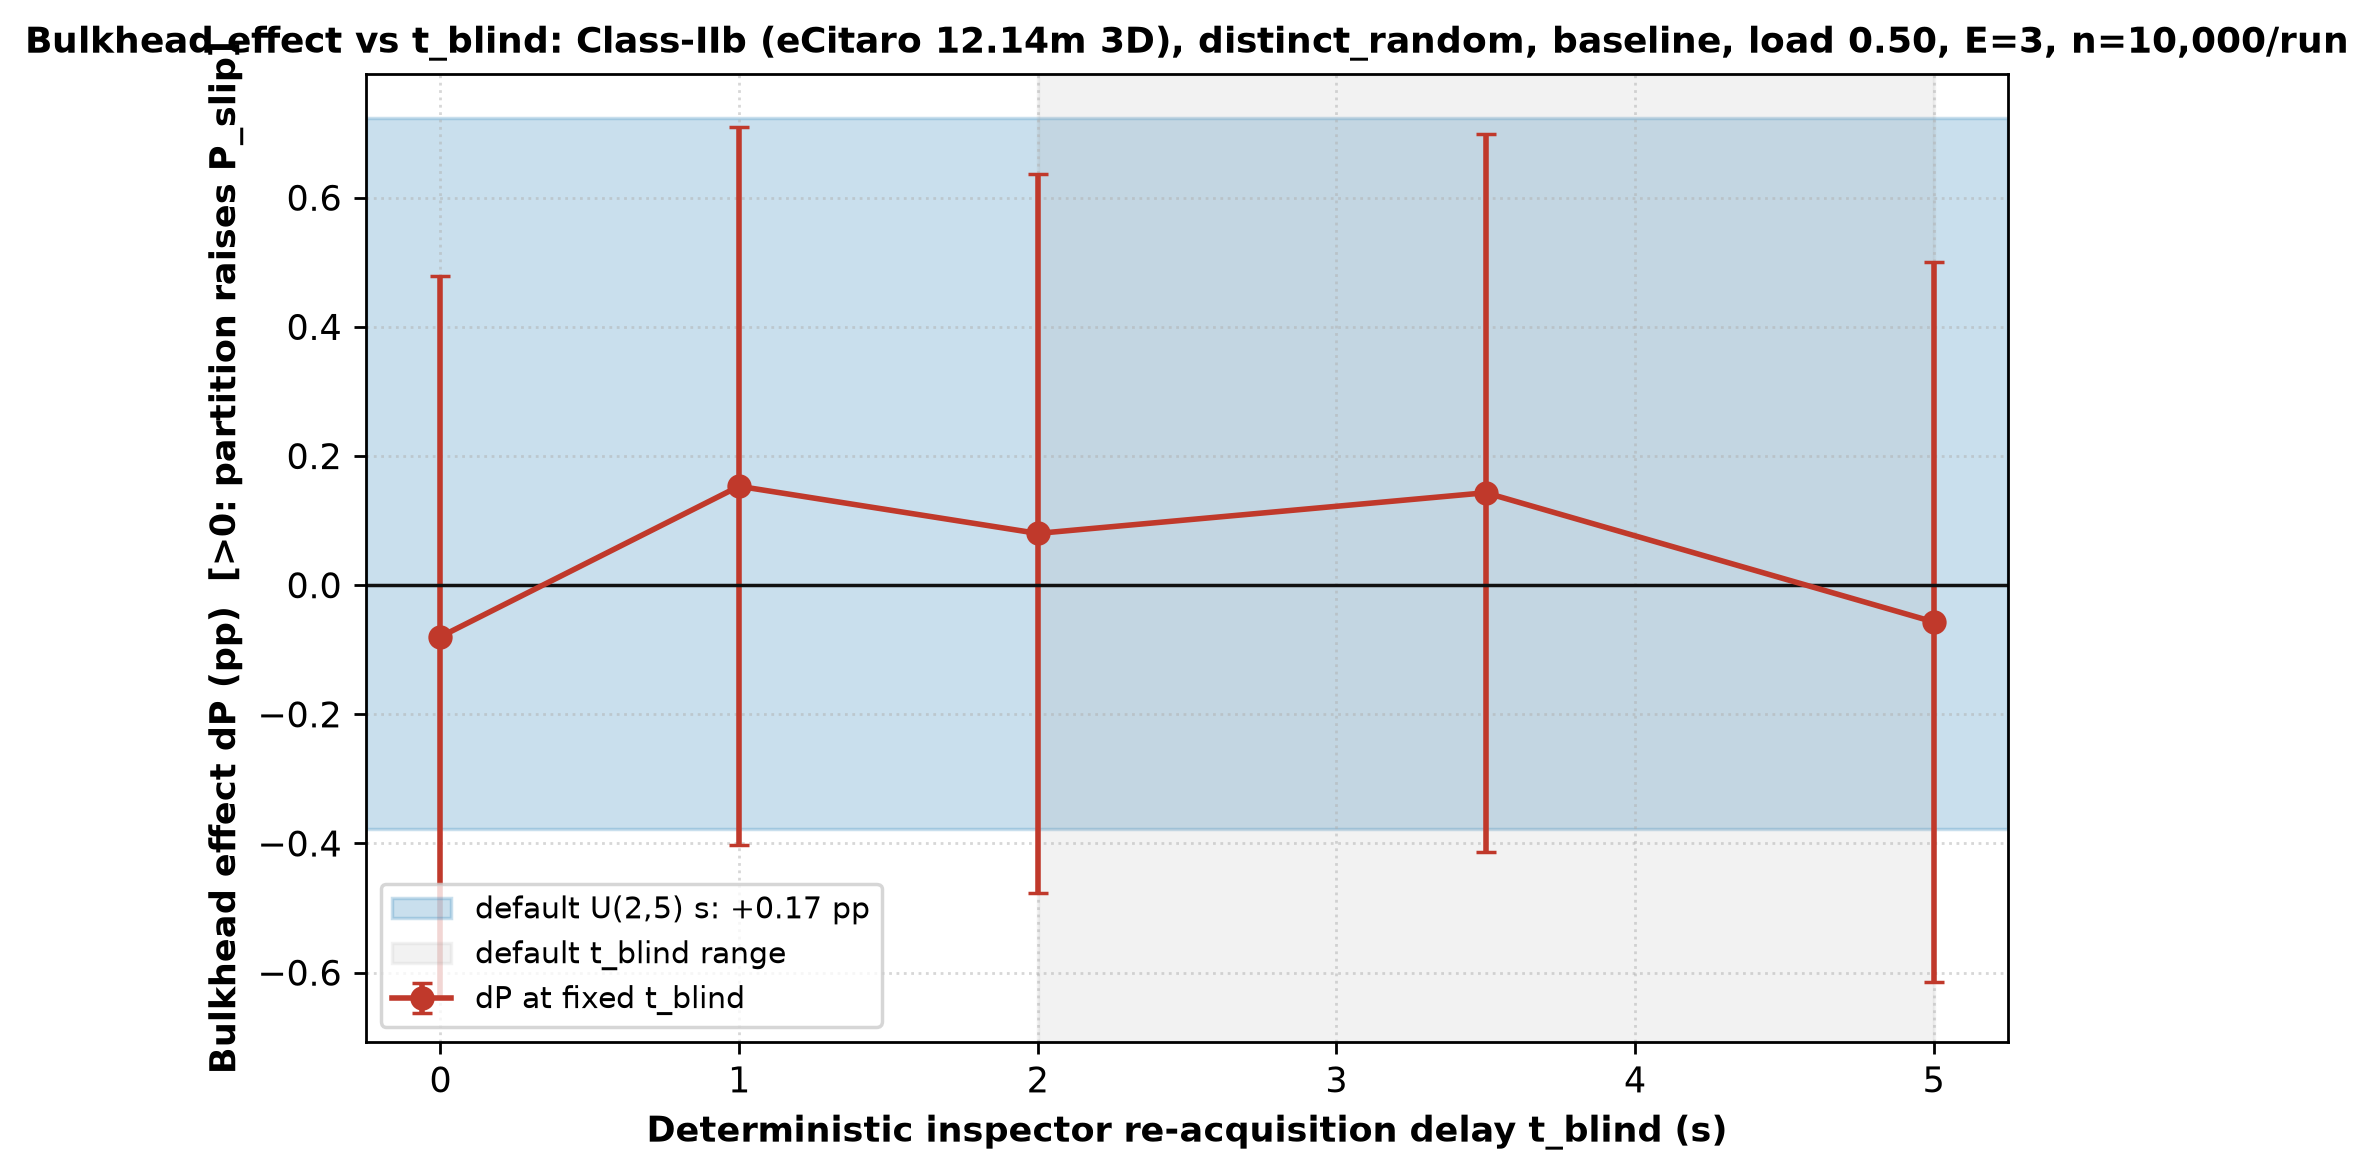 Bulkhead effect vs t_blind: Class-IIb (eCitaro 12.14m 3D), distinct_random, baseline, load 0.50, E=3, n=10,000/run
Bulkhead effect dP (pp)  [>0: partition raises P_slip]
0.6
0.4
0.2
0.0
−0.2
−0.4
−0.6
default U(2,5) s: +0.17 pp
default t_blind range
dP at fixed t_blind
0 1 2 3 4 5
Deterministic inspector re-acquisition delay t_blind (s)